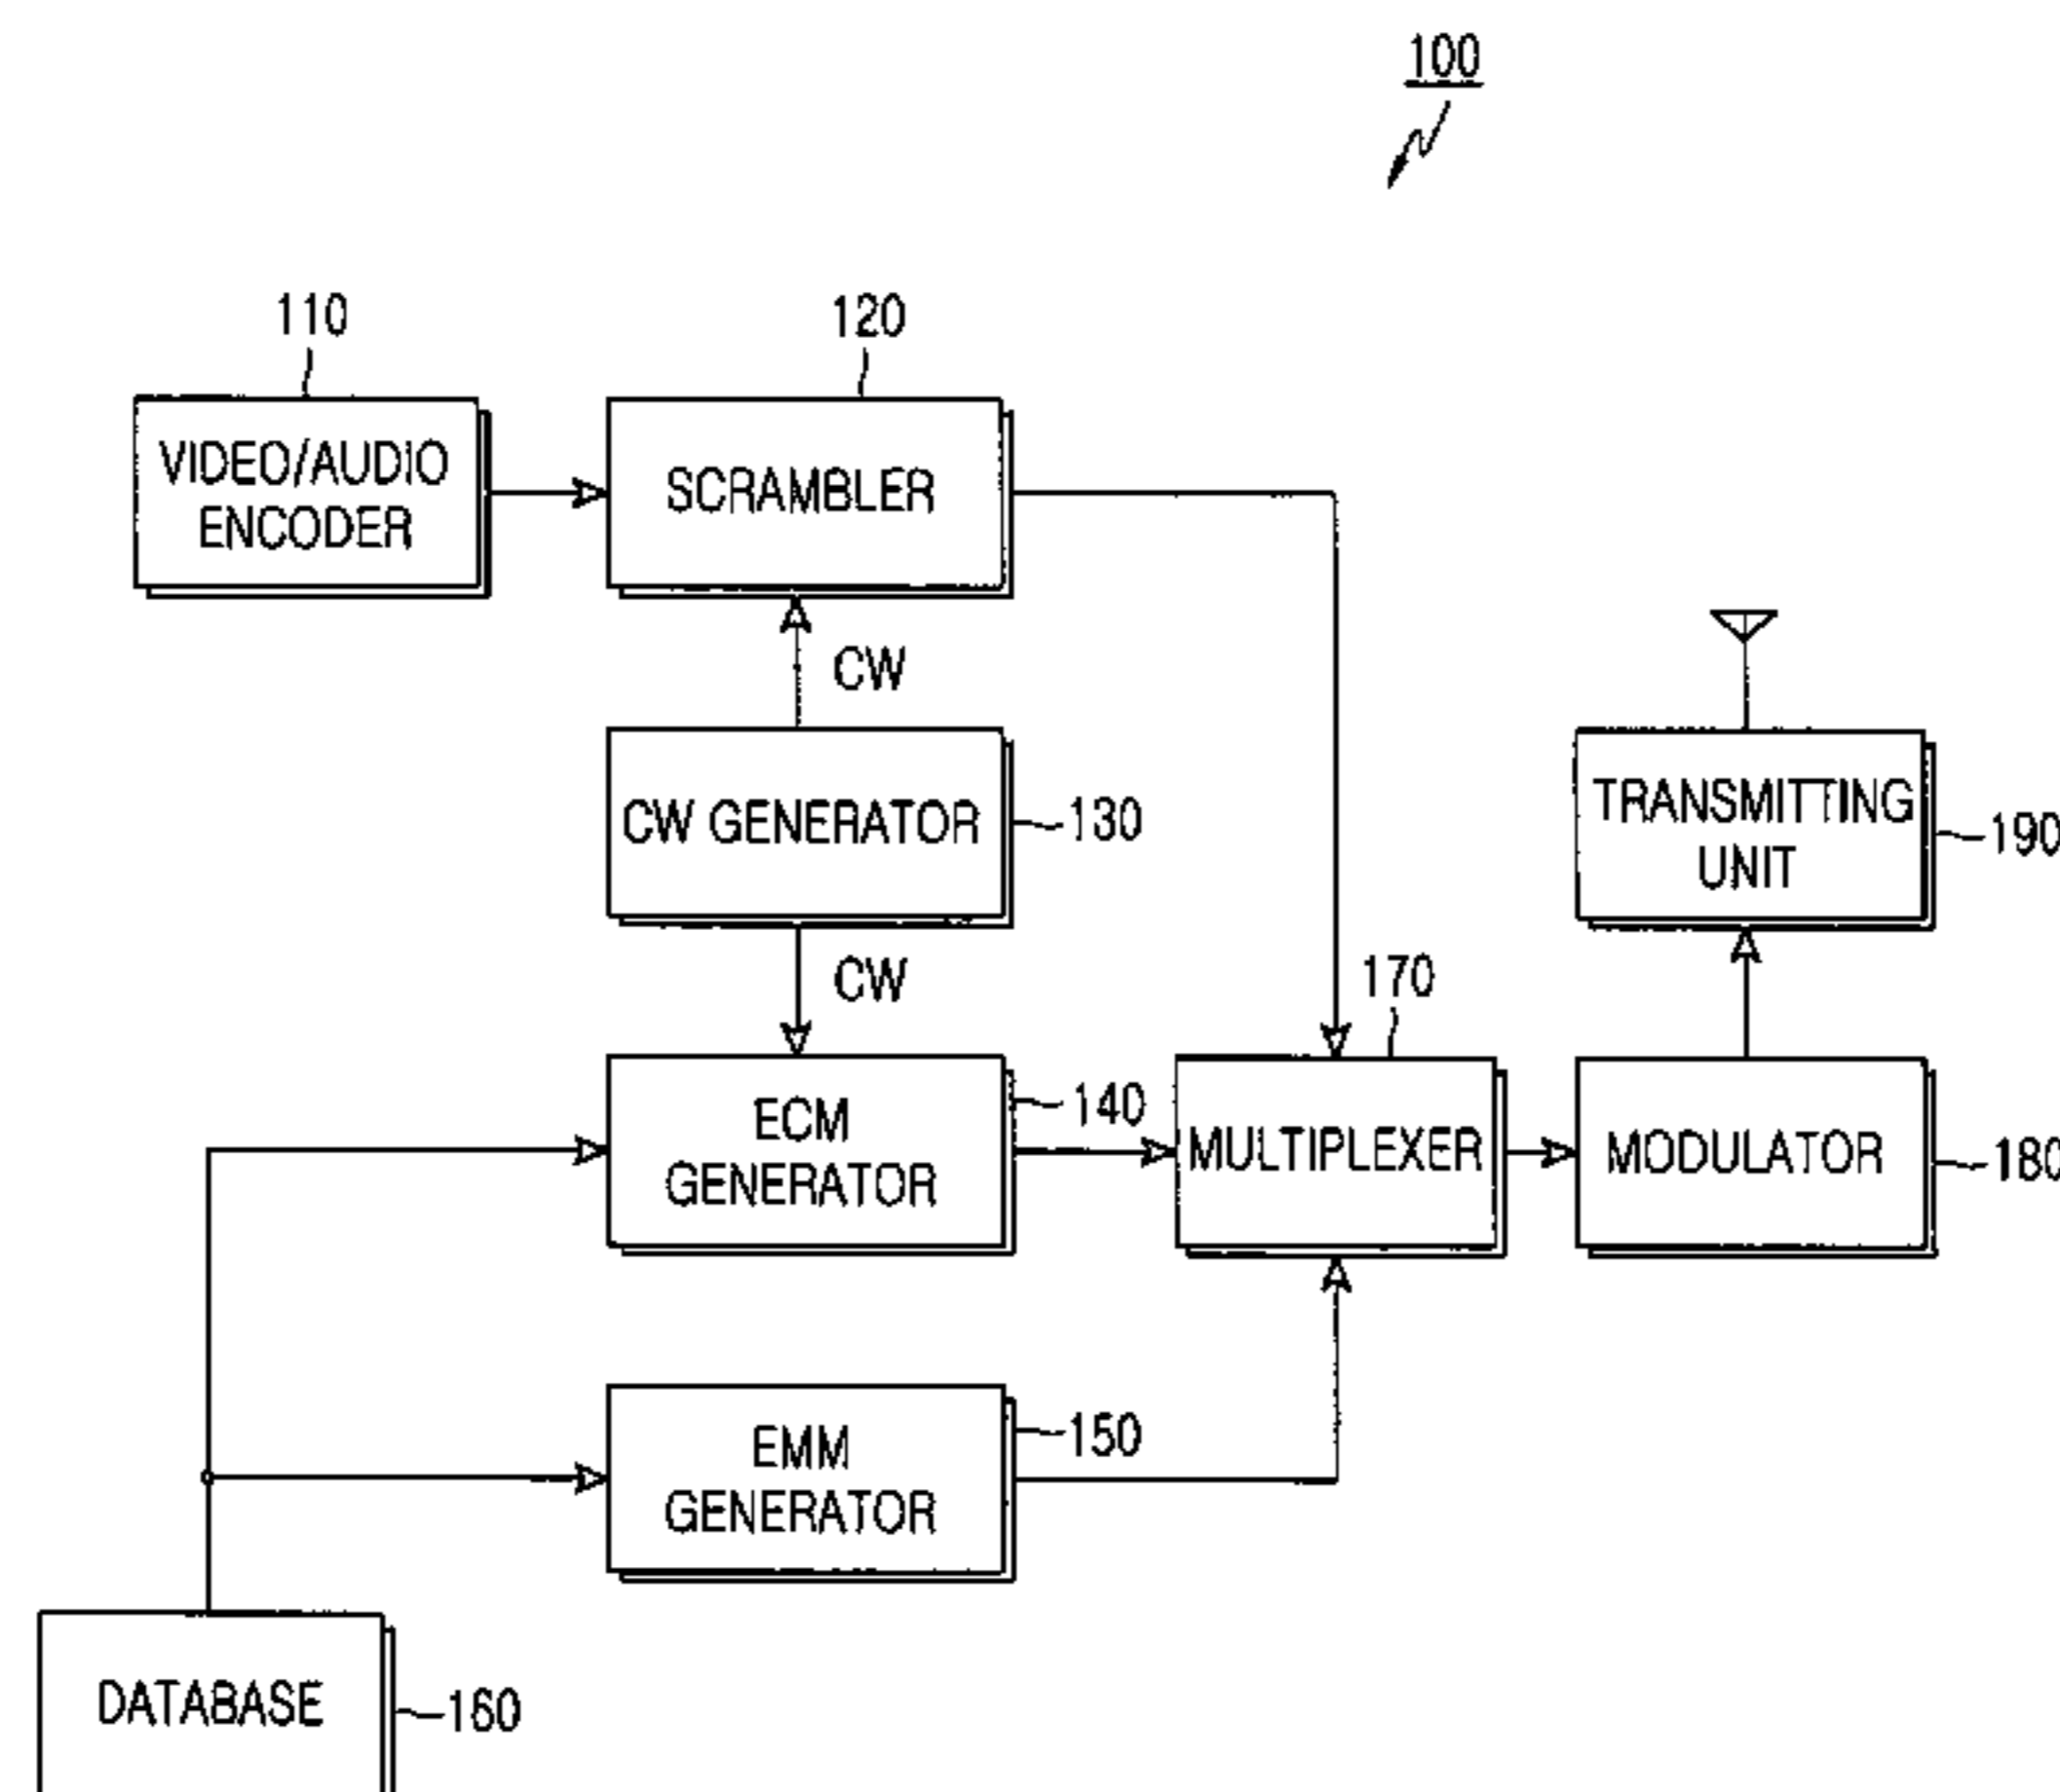 100
110
120
VIDEO/AUDIO
ENCODER
SCRAMBLER
CW
CW GENERATOR
130
TRANSMITTING
UNIT
190
CW
170
ECM
GENERATOR
140
MULTIPLEXER
MODULATOR
180
EMM
GENERATOR
150
DATABASE
160